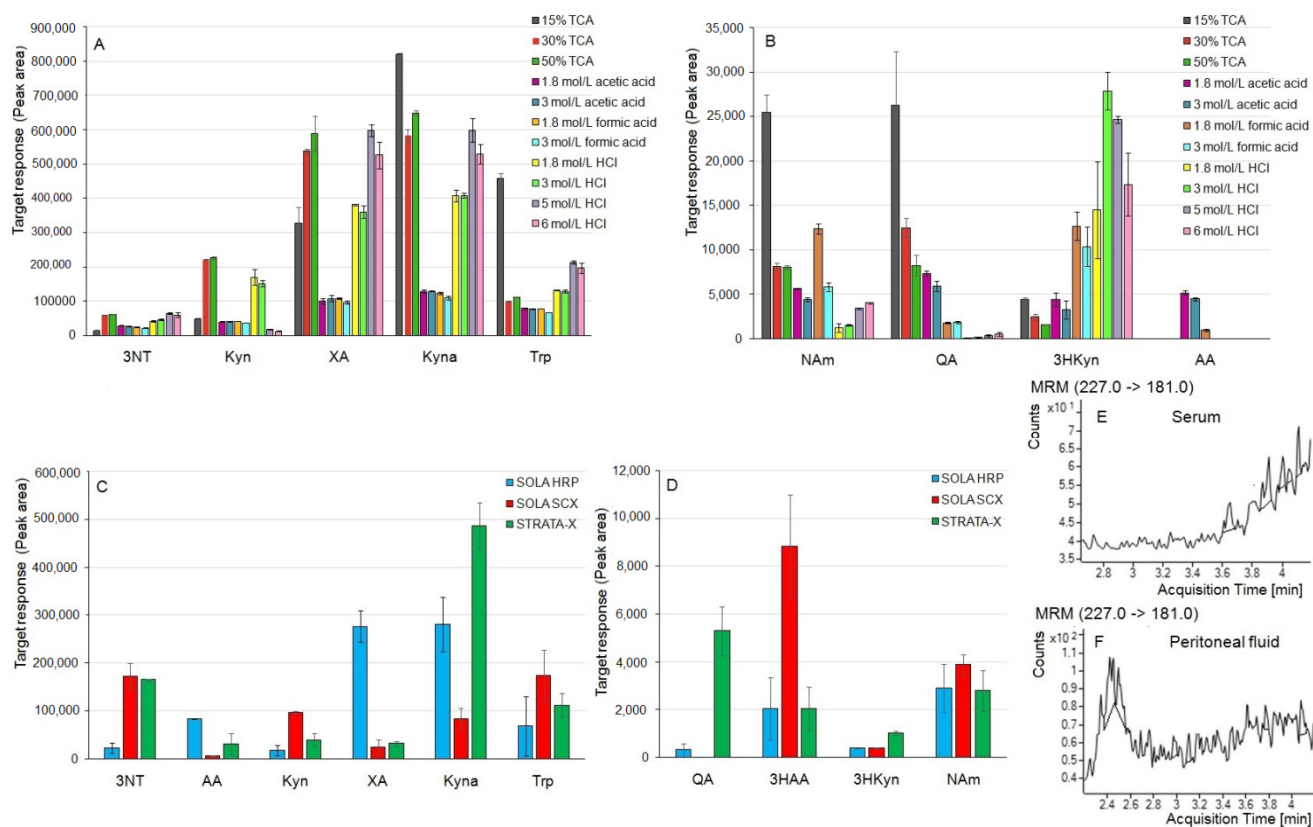 A
Target response (Peak area)
900,000
800,000
700,000
600,000
500,000
400,000
300,000
200,000
100000
0
3NT Kyn XA Kyna Trp
15% TCA
30% TCA
50% TCA
1.8 mol/L acetic acid
3 mol/L acetic acid
1.8 mol/L formic acid
3 mol/L formic acid
1.8 mol/L HCl
3 mol/L HCl
5 mol/L HCl
6 mol/L HCl
B
Target response (Peak area)
35,000
30,000
25,000
20,000
15,000
10,000
5,000
0
NAm QA 3HKyn AA
15% TCA
30% TCA
50% TCA
1.8 mol/L acetic acid
3 mol/L acetic acid
1.8 mol/L formic acid
3 mol/L formic acid
1.8 mol/L HCl
3 mol/L HCl
5 mol/L HCl
6 mol/L HCl
C
Target response (Peak area)
600,000
500,000
400,000
300,000
200,000
100,000
0
3NT AA Kyn XA Kyna Trp
SOLA HRP
SOLA SCX
STRATA-X
D
Target response (Peak area)
12,000
10,000
8,000
6,000
4,000
2,000
0
QA 3HAA 3HKyn NAm
SOLA HRP
SOLA SCX
STRATA-X
MRM (227.0 -> 181.0)
Counts
x10¹
E Serum
7
6.5
6
5.5
5
4.5
4
3.5
2.8 3 3.2 3.4 3.6 3.8 4
Acquisition Time [min]
MRM (227.0 -> 181.0)
Counts
x10²
F Peritoneal fluid
1.1
1
0.9
0.8
0.7
0.6
0.5
0.4
2.4 2.6 2.8 3 3.2 3.4 3.6 3.8 4
Acquisition Time [min]